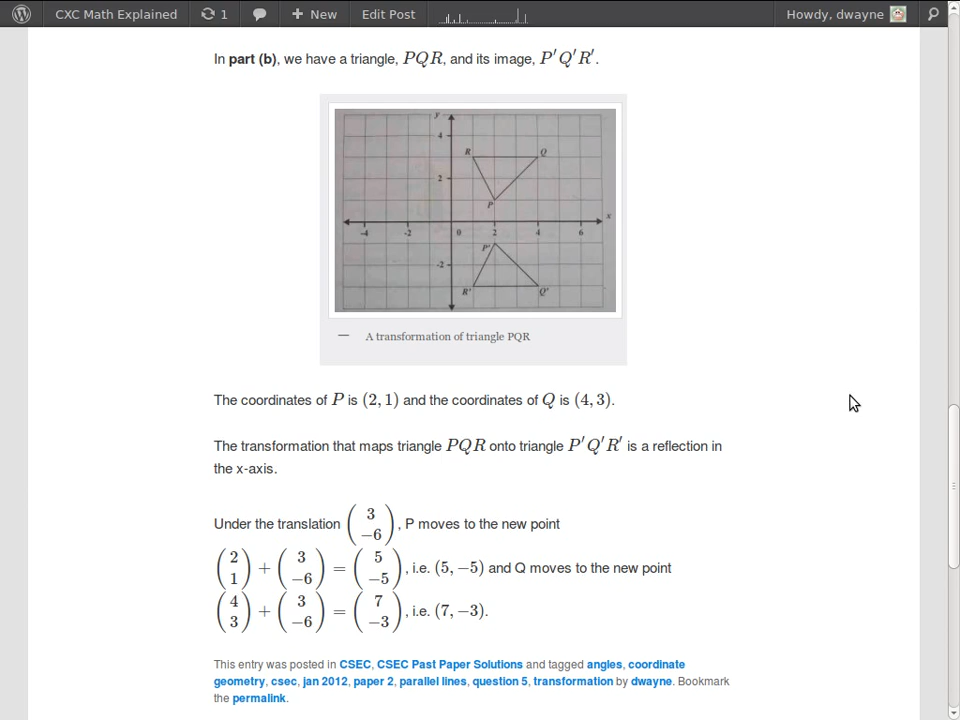 CXC Math Explained 1 New Edit Post Howdy, dwayne
In part (b), we have a triangle, PQR, and its image, P′Q′R′.
y
4
R Q
2
P
x
-4 -2 0 2 4 6
P'
-2
R' Q'
— A transformation of triangle PQR
The coordinates of P is (2, 1) and the coordinates of Q is (4, 3).
The transformation that maps triangle PQR onto triangle P′Q′R′ is a reflection in
the x-axis.
Under the translation (3 −6), P moves to the new point
(2 1) + (3 −6) = (5 −5), i.e. (5, −5) and Q moves to the new point
(4 3) + (3 −6) = (7 −3), i.e. (7, −3).
This entry was posted in CSEC, CSEC Past Paper Solutions and tagged angles, coordinate
geometry, csec, jan 2012, paper 2, parallel lines, question 5, transformation by dwayne. Bookmark
the permalink.